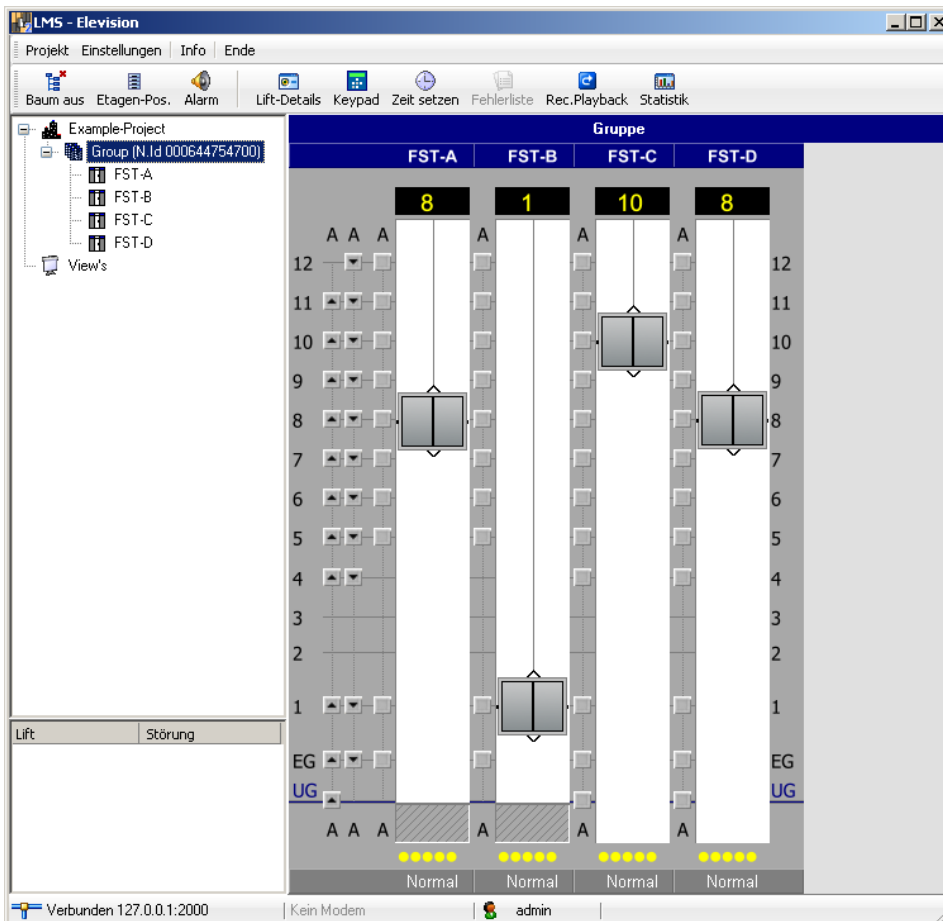 LMS - Elevision
Projekt Einstellungen Info Ende
Baum aus Etagen-Pos. Alarm Lift-Details Keypad Zeit setzen Fehlerliste Rec.Playback Statistik
Example-Project
Group (N.Id 000644754700)
FST-A
FST-B
FST-C
FST-D
View's
Lift Störung
Gruppe
FST-A FST-B FST-C FST-D
8 1 10 8
A A A A A A
12 12
11 11
10 10
9 9
8 8
7 7
6 6
5 5
4 4
3 3
2 2
1 1
EG EG
UG UG
A A A A A A
Normal Normal Normal Normal
Verbunden 127.0.0.1:2000 Kein Modem admin